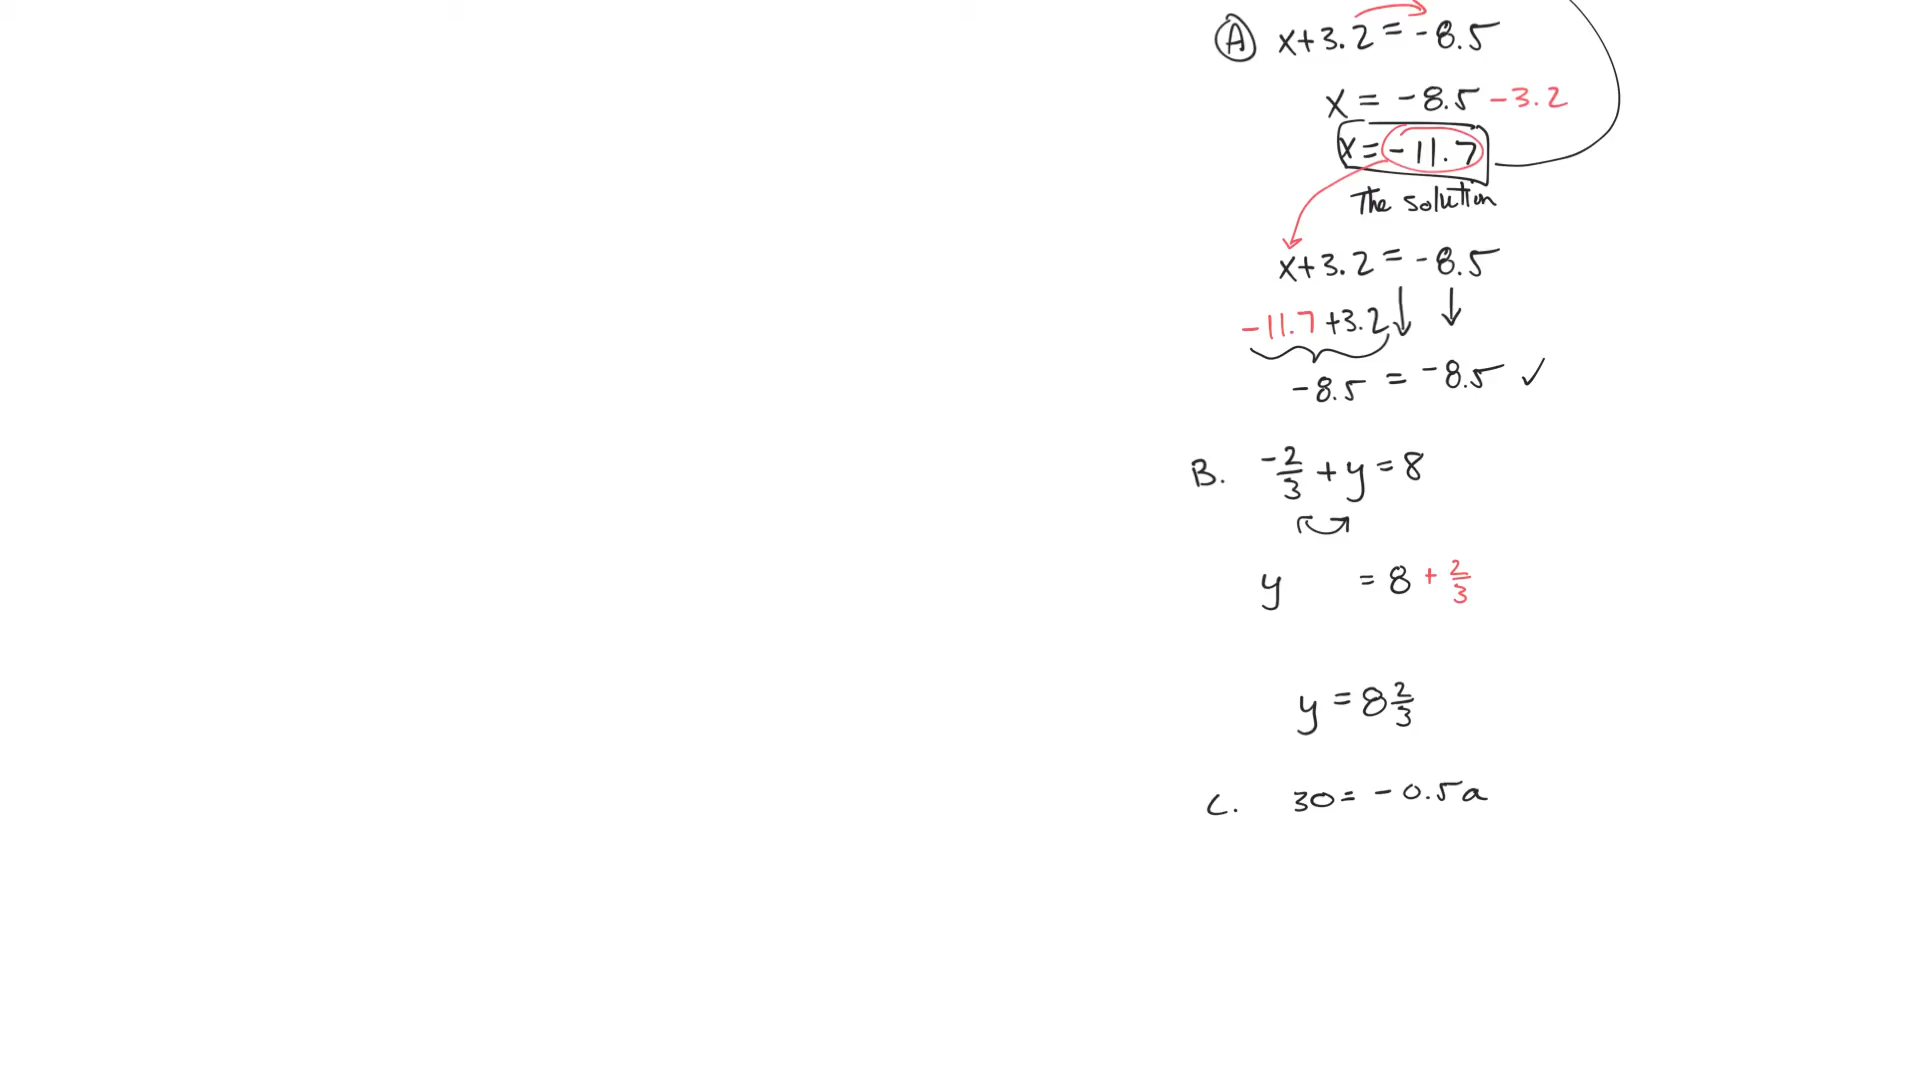 A x+3.2 = -8.5
x = -8.5 -3.2
x = -11.7
The solution
x+3.2 = -8.5
-11.7 +3.2
-8.5 = -8.5 ✓
B. -2/3 + y = 8
y = 8 + 2/3
y = 8 2/3
C. 30 = -0.5a